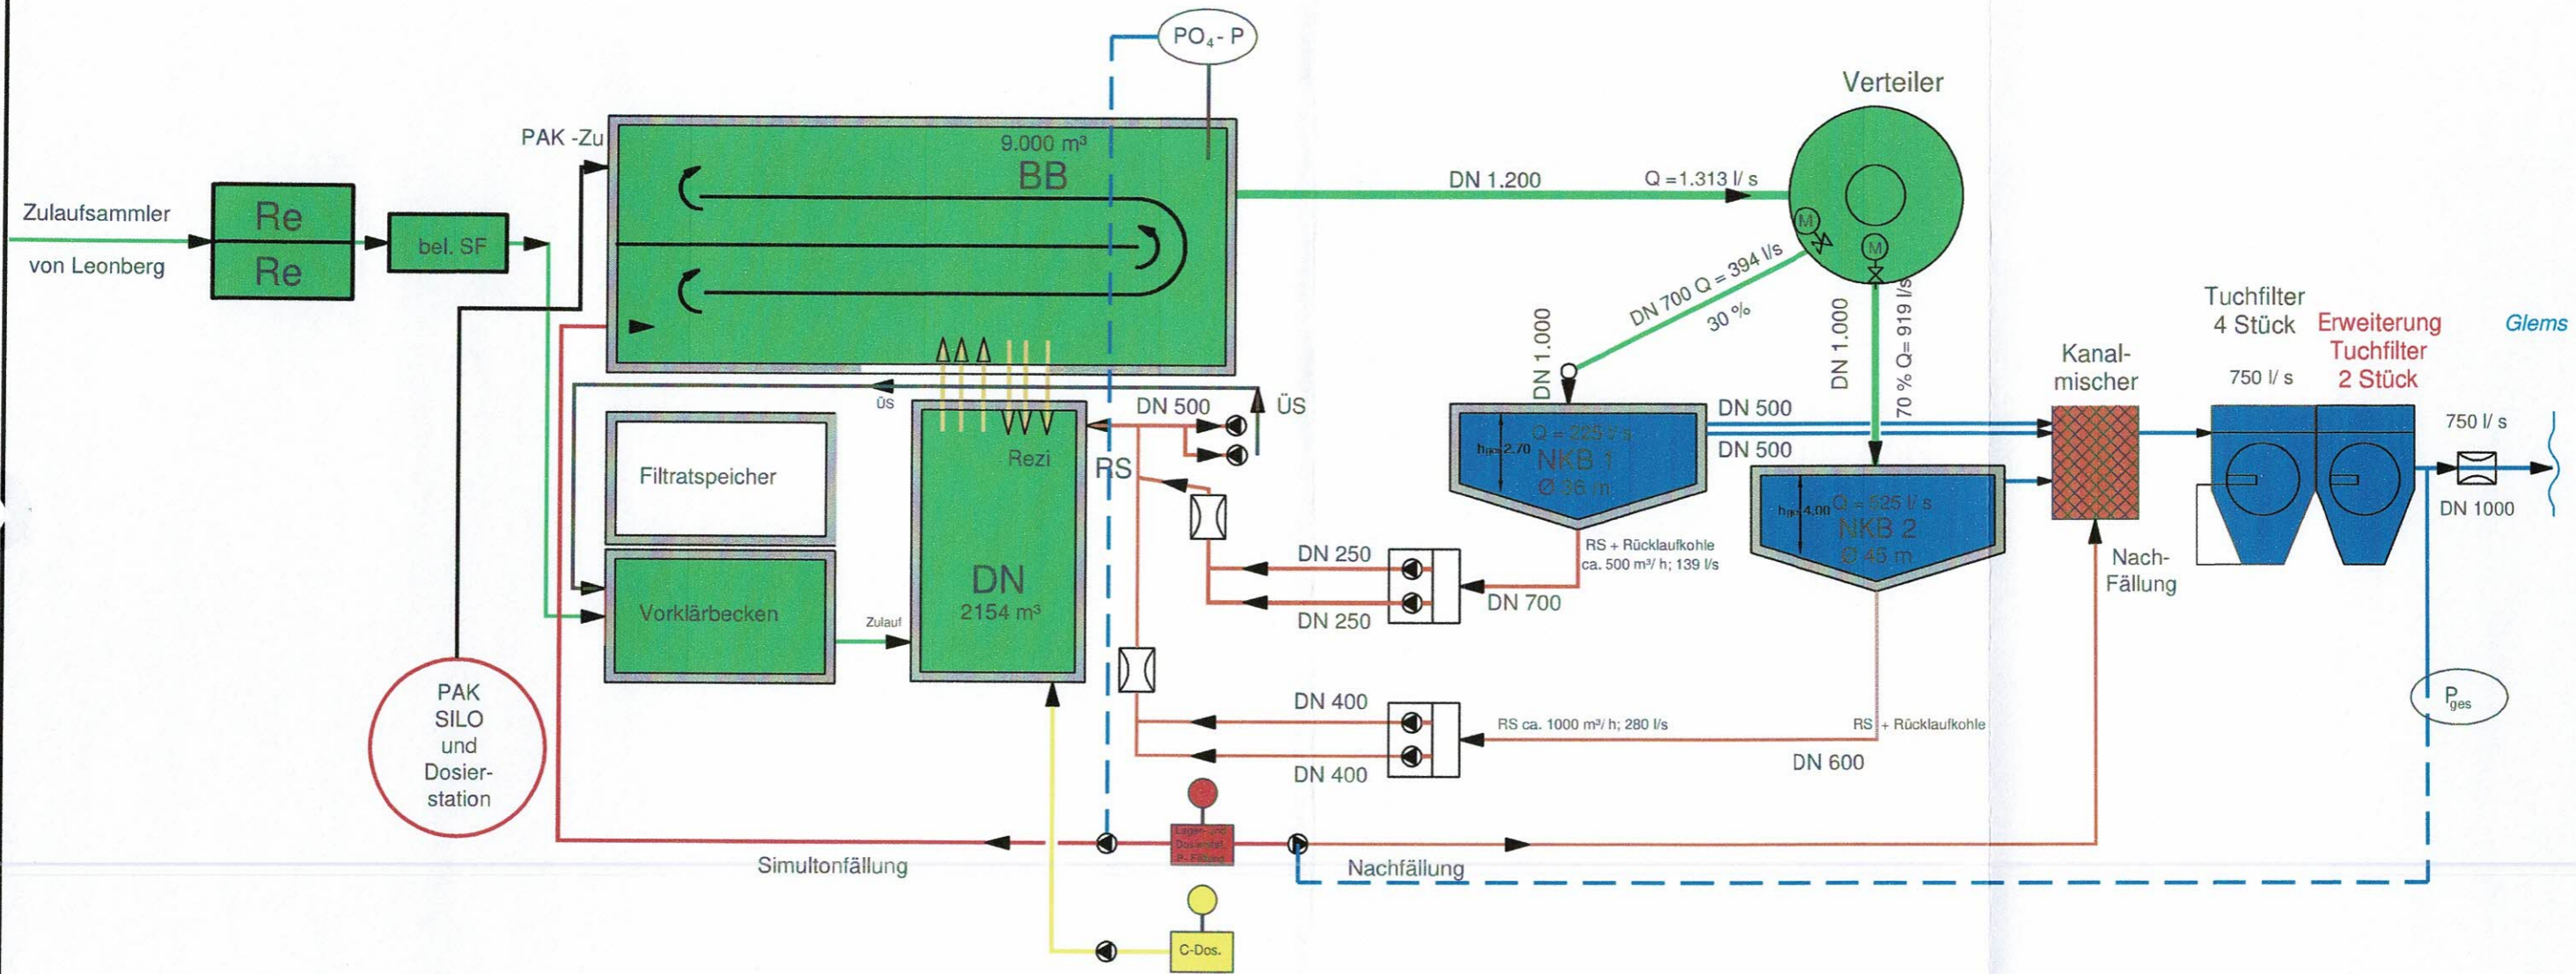 PO4- P
Verteiler
PAK -Zu
9.000 m³
BB
DN 1.200
Q =1.313 l/ s
Zulaufsammler
von Leonberg
Re
Re
bel. SF
M
M
DN 700 Q = 394 l/s
30 %
DN 1.000
DN 1.000
70 % Q= 919 l/s
Tuchfilter
4 Stück
750 l/ s
Erweiterung
Tuchfilter
2 Stück
Glems
Kanal-
mischer
ÜS
DN 500
ÜS
Rezi
RS
Filtratspeicher
DN 500
DN 500
Q = 225 l/ s
NKB 1
Ø 36 m
Q = 525 l/ s
NKB 2
Ø 45 m
750 l/ s
DN 1000
DN
2154 m³
Vorklärbecken
Zulauf
DN 250
DN 250
DN 700
RS + Rücklaufkohle
ca. 500 m³/ h; 139 l/s
Nach-
Fällung
PAK
SILO
und
Dosier-
station
DN 400
DN 400
RS ca. 1000 m³/ h; 280 l/s
RS + Rücklaufkohle
DN 600
Pges
Simultonfällung
Nachfällung
C-Dos.